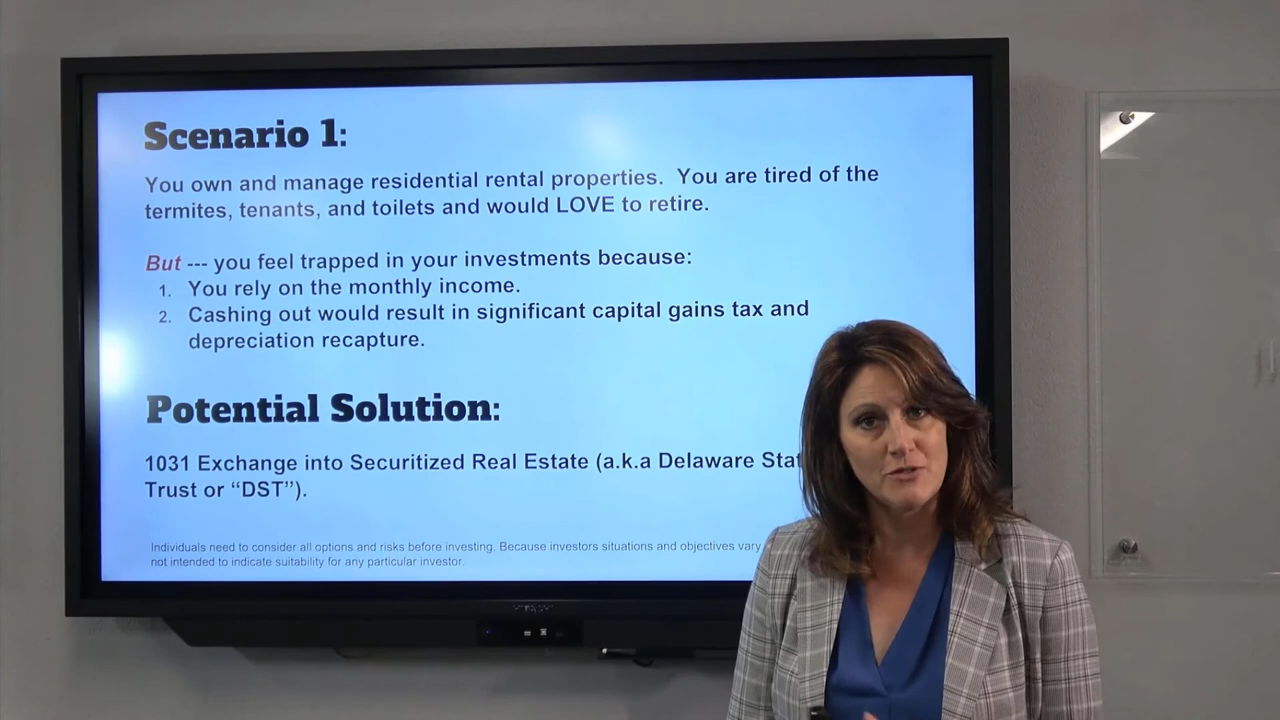 Scenario 1:
You own and manage residential rental properties. You are tired of the
termites, tenants, and toilets and would LOVE to retire.
But --- you feel trapped in your investments because:
1. You rely on the monthly income.
2. Cashing out would result in significant capital gains tax and
depreciation recapture.
Potential Solution:
1031 Exchange into Securitized Real Estate (a.k.a Delaware
Trust or “DST”).
Individuals need to consider all options and risks before investing. Because investors situations and objectives vary
not intended to indicate suitability for any particular investor.